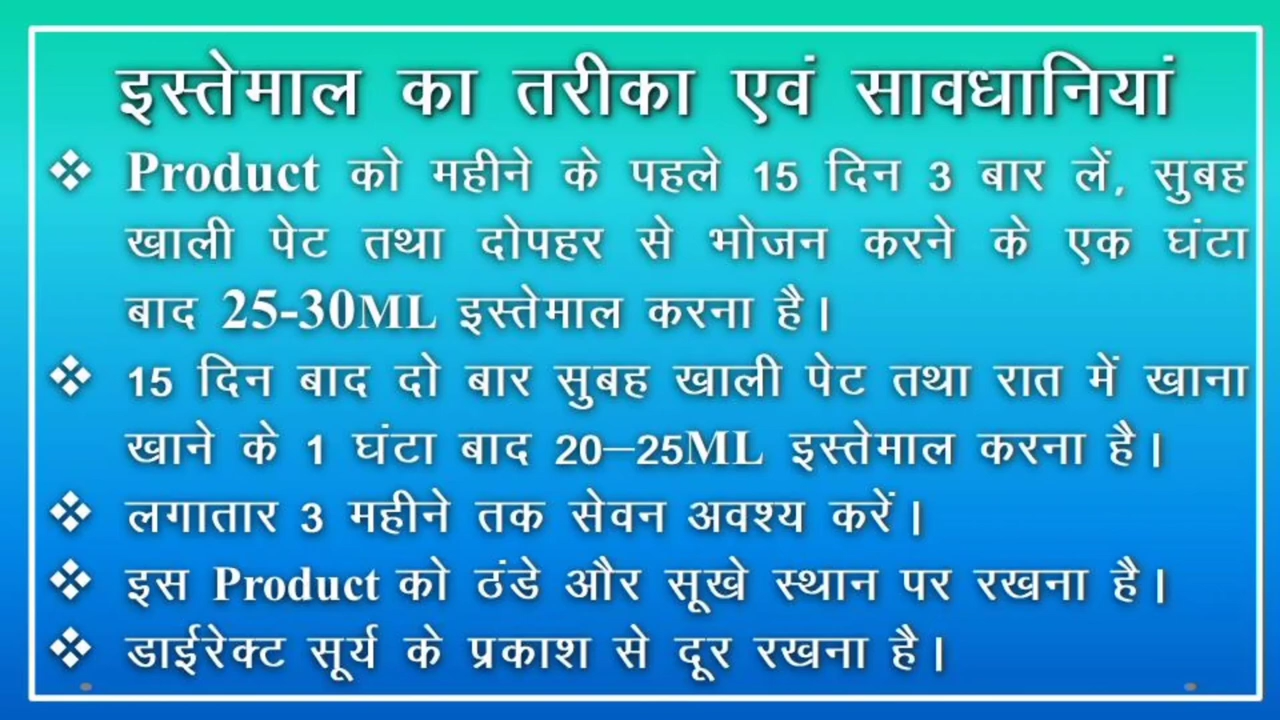 इस्तेमाल का तरीका एवं सावधानियां
❖ Product को महीने के पहले 15 दिन 3 बार लें, सुबह
खाली पेट तथा दोपहर से भोजन करने के एक घंटा
बाद 25-30ML इस्तेमाल करना है।
❖ 15 दिन बाद दो बार सुबह खाली पेट तथा रात में खाना
खाने के 1 घंटा बाद 20–25ML इस्तेमाल करना है।
❖ लगातार 3 महीने तक सेवन अवश्य करें।
❖ इस Product को ठंडे और सूखे स्थान पर रखना है।
❖ डाईरेक्ट सूर्य के प्रकाश से दूर रखना है।